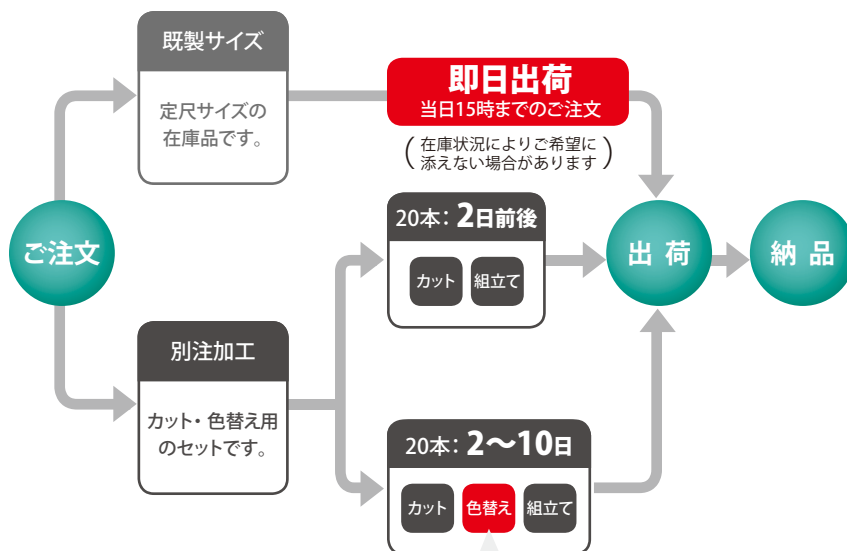 ご注文
既製サイズ
定尺サイズの
在庫品です。
即日出荷
当日15時までのご注文
(在庫状況によりご希望に
添えない場合があります)
別注加工
カット・色替え用
のセットです。
20本：2日前後
カット 組立て
20本：2〜10日
カット 色替え 組立て
出荷
納品